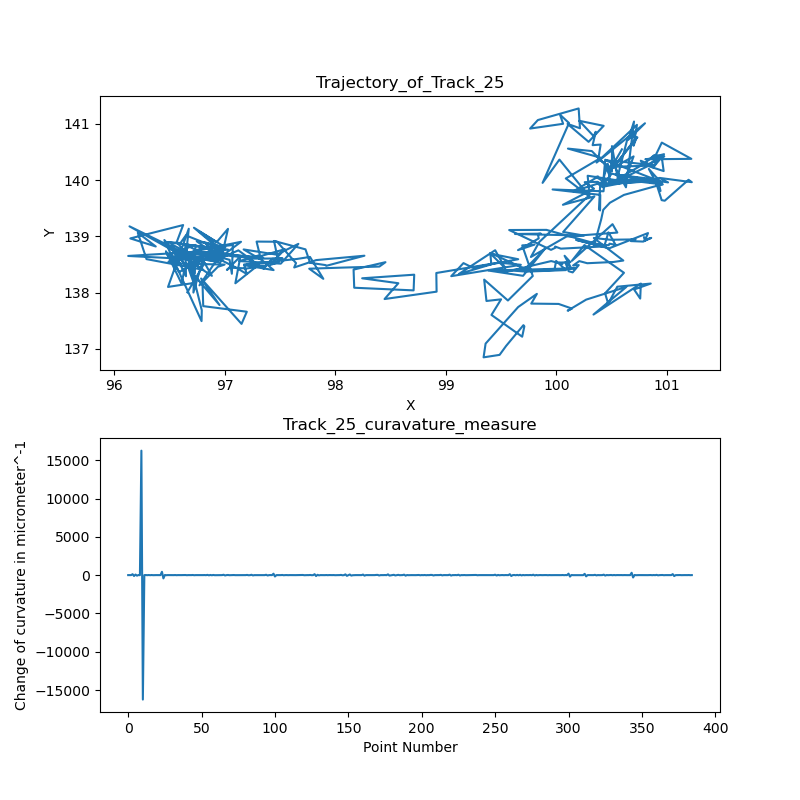 Trajectory_of_Track_25
141
140
139
138
137
Y
96 97 98 99 100 101
X
Track_25_curavature_measure
15000
10000
5000
0
−5000
−10000
−15000
Change of curvature in micrometer^-1
0 50 100 150 200 250 300 350 400
Point Number